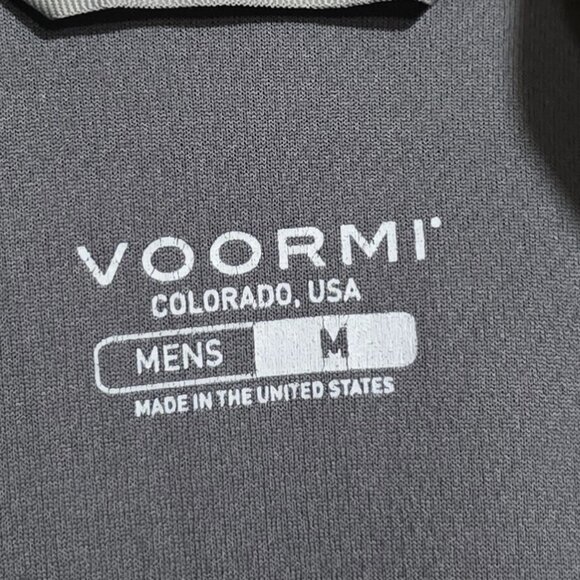 VOORMI
COLORADO, USA
MENS M
MADE IN THE UNITED STATES